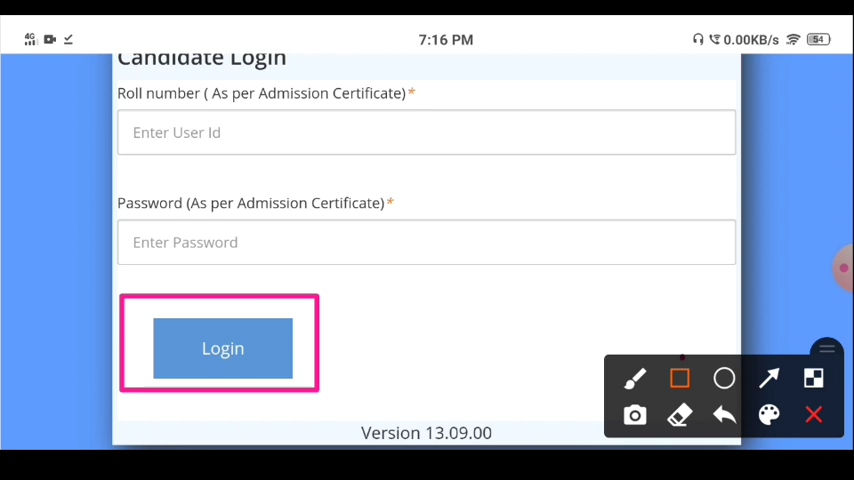 4G 7:16 PM 0.00KB/s 54
Candidate Login
Roll number ( As per Admission Certificate)*
Enter User Id
Password (As per Admission Certificate)*
Enter Password
Login
Version 13.09.00